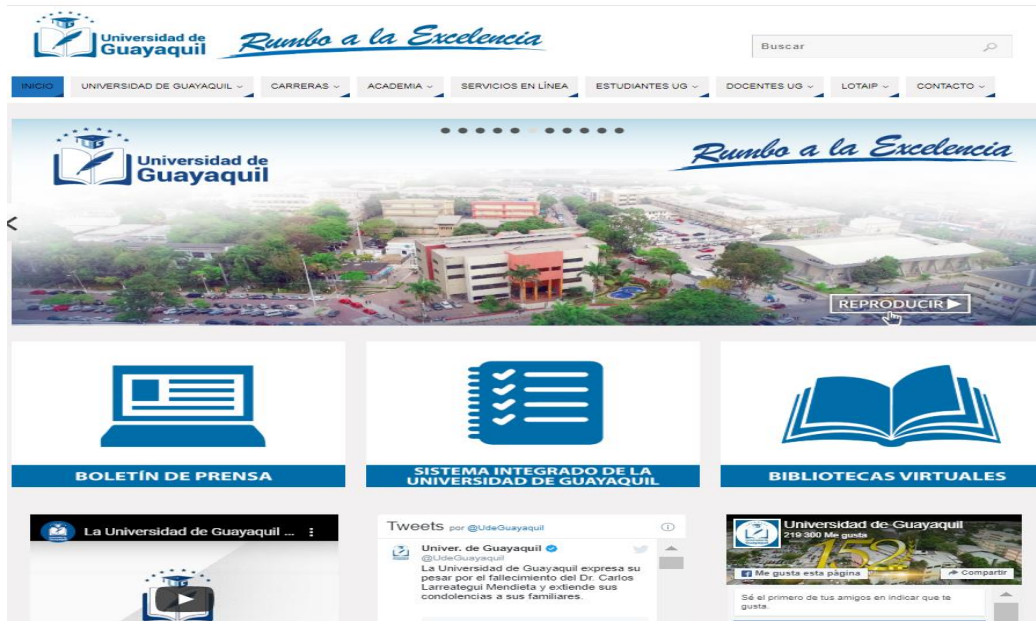 Universidad de
Guayaquil
Rumbo a la Excelencia
Buscar
INICIO
UNIVERSIDAD DE GUAYAQUIL
CARRERAS
ACADEMIA
SERVICIOS EN LÍNEA
ESTUDIANTES UG
DOCENTES UG
LOTAIP
CONTACTO
Universidad de
Guayaquil
Rumbo a la Excelencia
REPRODUCIR
BOLETÍN DE PRENSA
SISTEMA INTEGRADO DE LA
UNIVERSIDAD DE GUAYAQUIL
BIBLIOTECAS VIRTUALES
La Universidad de Guayaquil ...
Tweets por @UdeGuayaquil
Univer. de Guayaquil
@UdeGuayaquil
La Universidad de Guayaquil expresa su
pesar por el fallecimiento del Dr. Carlos
Larreategui Mendieta y extiende sus
condolencias a sus familiares.
Universidad de Guayaquil
219 300 Me gusta
152
Me gusta esta página
Compartir
Sé el primero de tus amigos en indicar que te
gusta.